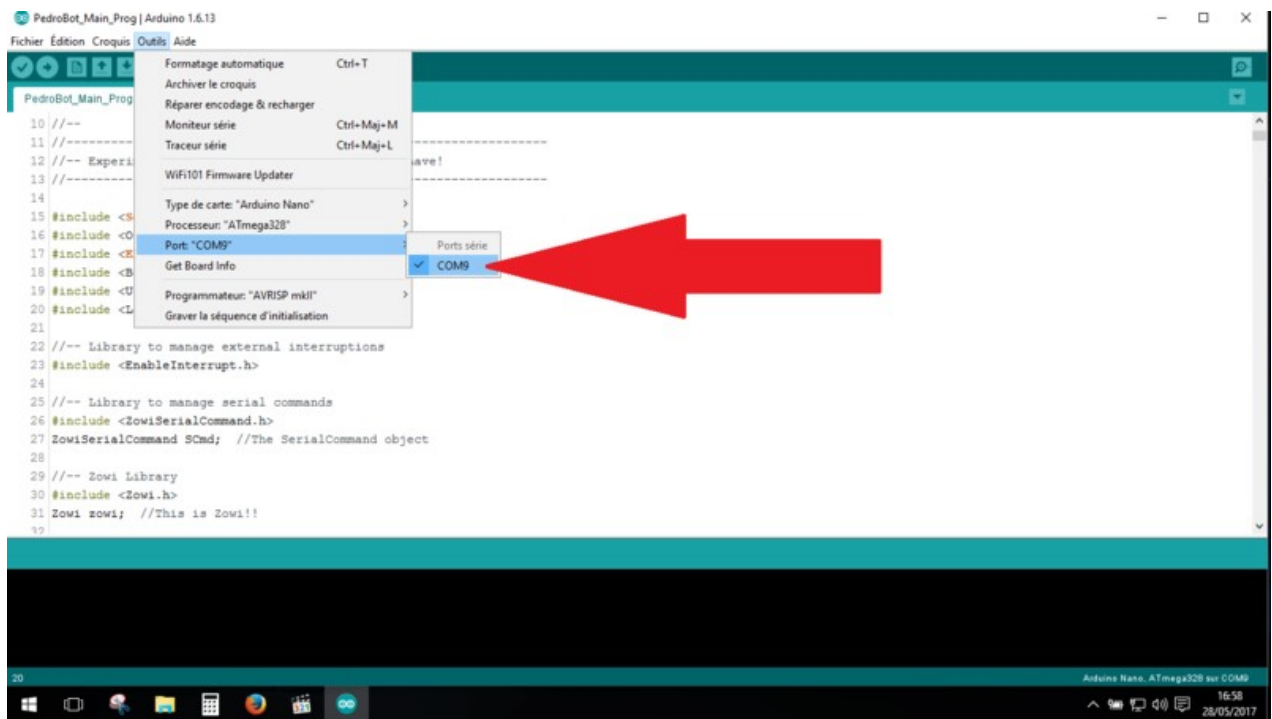 PedroBot_Main_Prog | Arduino 1.6.13
Fichier Édition Croquis Outils Aide
Formatage automatique Ctrl+T
Archiver le croquis
PedroBot_Main_Prog
Réparer encodage & recharger
Moniteur série Ctrl+Maj+M
Traceur série Ctrl+Maj+L
WiFi101 Firmware Updater
Type de carte: "Arduino Nano"
Processeur: "ATmega328"
Port: "COM9"
Ports série
COM9
Get Board Info
Programmateur: "AVRISP mkII"
Graver la séquence d'initialisation
10 //--
11 //---------- --------------------
12 //-- Experi ave!
13 //---------- --------------------
14
15 #include <S
16 #include <O
17 #include <E
18 #include <B
19 #include <U
20 #include <L
21
22 //-- Library to manage external interruptions
23 #include <EnableInterrupt.h>
24
25 //-- Library to manage serial commands
26 #include <ZowiSerialCommand.h>
27 ZowiSerialCommand SCmd; //The SerialCommand object
28
29 //-- Zowi Library
30 #include <Zowi.h>
31 Zowi zowi; //This is Zowi!!
32
20 Arduino Nano, ATmega328 sur COM9
16:58
28/05/2017